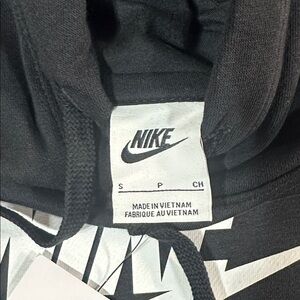 NIKE
S P CH
MADE IN VIETNAM
FABRIQUE AU VIETNAM